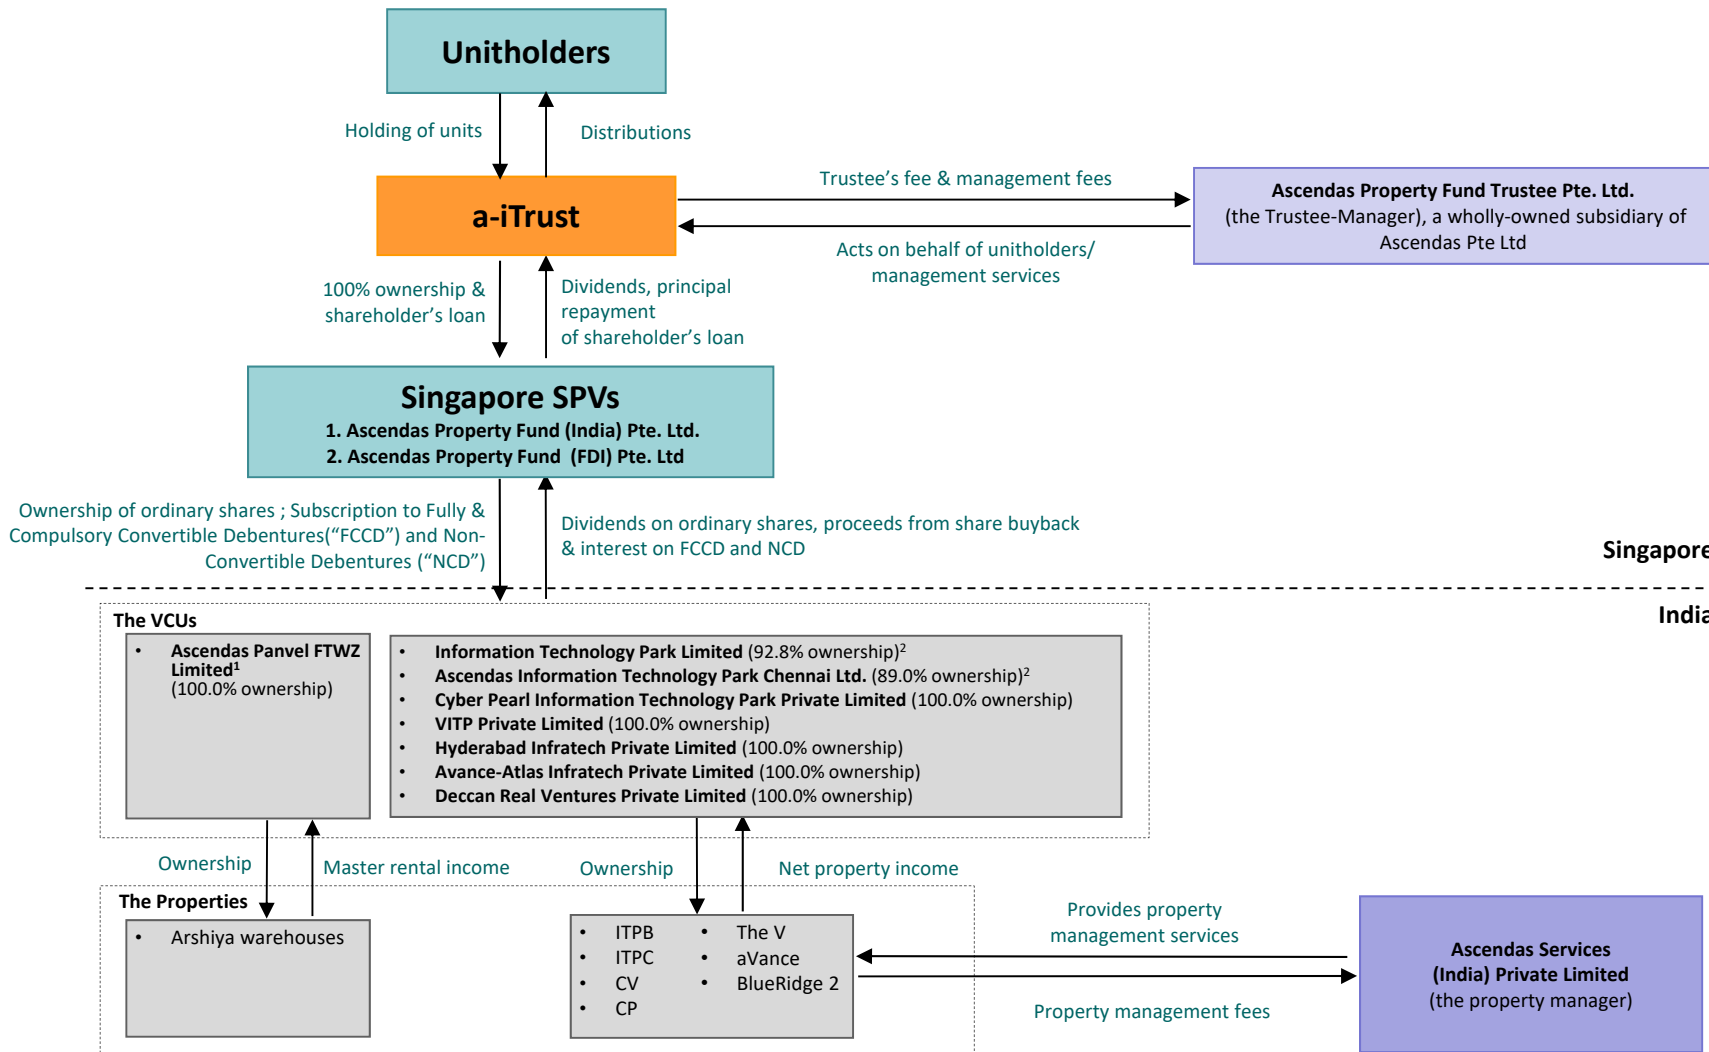 Unitholders
Holding of units
Distributions
a-iTrust
Trustee’s fee & management fees
Acts on behalf of unitholders/
management services
Ascendas Property Fund Trustee Pte. Ltd.
(the Trustee-Manager), a wholly-owned subsidiary of
Ascendas Pte Ltd
100% ownership &
shareholder’s loan
Dividends, principal
repayment
of shareholder’s loan
Singapore SPVs
1. Ascendas Property Fund (India) Pte. Ltd.
2. Ascendas Property Fund (FDI) Pte. Ltd
Ownership of ordinary shares ; Subscription to Fully &
Compulsory Convertible Debentures(“FCCD”) and Non-
Convertible Debentures (“NCD”)
Dividends on ordinary shares, proceeds from share buyback
& interest on FCCD and NCD
Singapore
India
The VCUs
• Ascendas Panvel FTWZ
Limited¹
(100.0% ownership)
• Information Technology Park Limited (92.8% ownership)²
• Ascendas Information Technology Park Chennai Ltd. (89.0% ownership)²
• Cyber Pearl Information Technology Park Private Limited (100.0% ownership)
• VITP Private Limited (100.0% ownership)
• Hyderabad Infratech Private Limited (100.0% ownership)
• Avance-Atlas Infratech Private Limited (100.0% ownership)
• Deccan Real Ventures Private Limited (100.0% ownership)
Ownership
Master rental income
Ownership
Net property income
The Properties
• Arshiya warehouses
• ITPB
• ITPC
• CV
• CP
• The V
• aVance
• BlueRidge 2
Provides property
management services
Property management fees
Ascendas Services
(India) Private Limited
(the property manager)